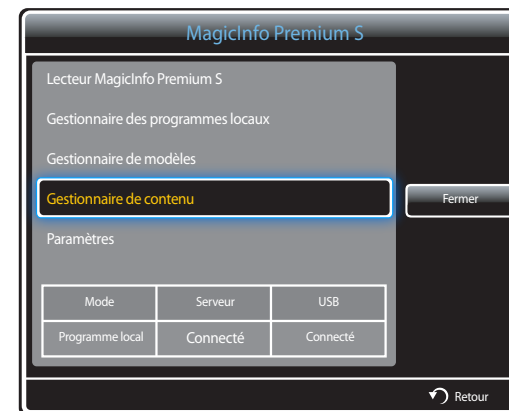 MagicInfo Premium S
Lecteur MagicInfo Premium S
Gestionnaire des programmes locaux
Gestionnaire de modèles
Gestionnaire de contenu
Fermer
Paramètres
Mode Serveur USB
Programme local Connecté Connecté
Retour